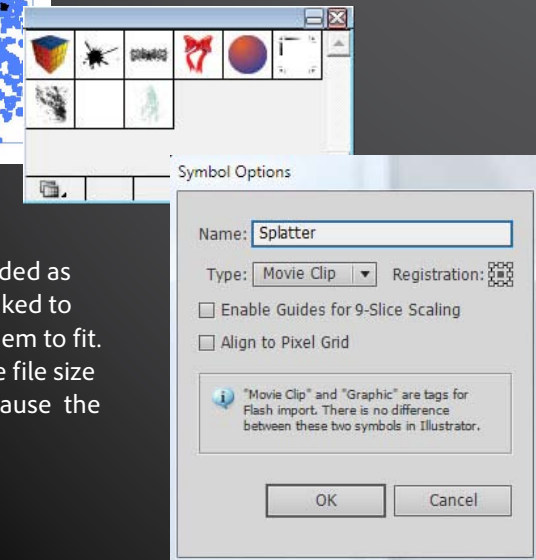 Symbol Options
Name: Splatter
Type: Movie Clip Registration:
Enable Guides for 9-Slice Scaling
Align to Pixel Grid
"Movie Clip" and "Graphic" are tags for
Flash import. There is no difference
between these two symbols in Illustrator.
OK Cancel
ded as
ked to
em to fit.
e file size
ause the